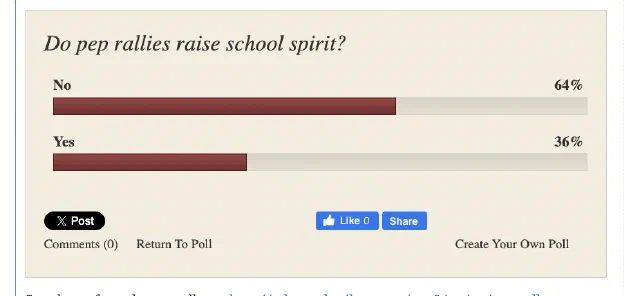 Do pep rallies raise school spirit?
No 64%
Yes 36%
X Post Like 0 Share
Comments (0) Return To Poll Create Your Own Poll